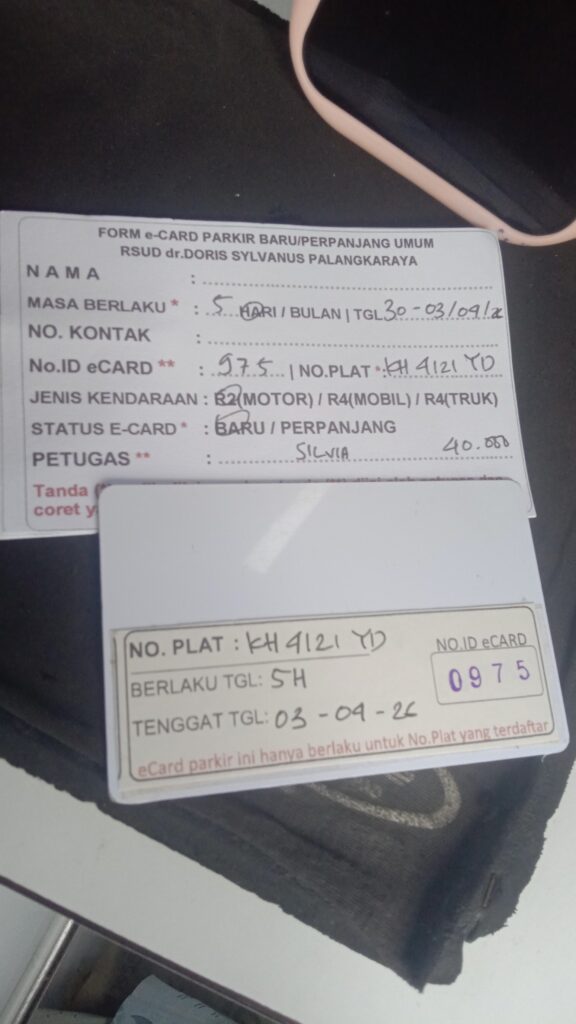 FORM e-CARD PARKIR BARU/PERPANJANG UMUM
RSUD dr.DORIS SYLVANUS PALANGKARAYA
N A M A :
MASA BERLAKU * : 5 HARI / BULAN | TGL 30 - 03/04/26
NO. KONTAK :
No.ID eCARD ** : 975 | NO.PLAT * : KH 4121 YD
JENIS KENDARAAN : R2(MOTOR) / R4(MOBIL) / R4(TRUK)
STATUS E-CARD * : BARU / PERPANJANG
PETUGAS ** : SILVIA 40.000
Tanda
coret
NO. PLAT : KH 4121 YD
NO.ID eCARD
0975
BERLAKU TGL: 5H
TENGGAT TGL: 03 - 04 - 26
eCard parkir ini hanya berlaku untuk No.Plat yang terdaftar